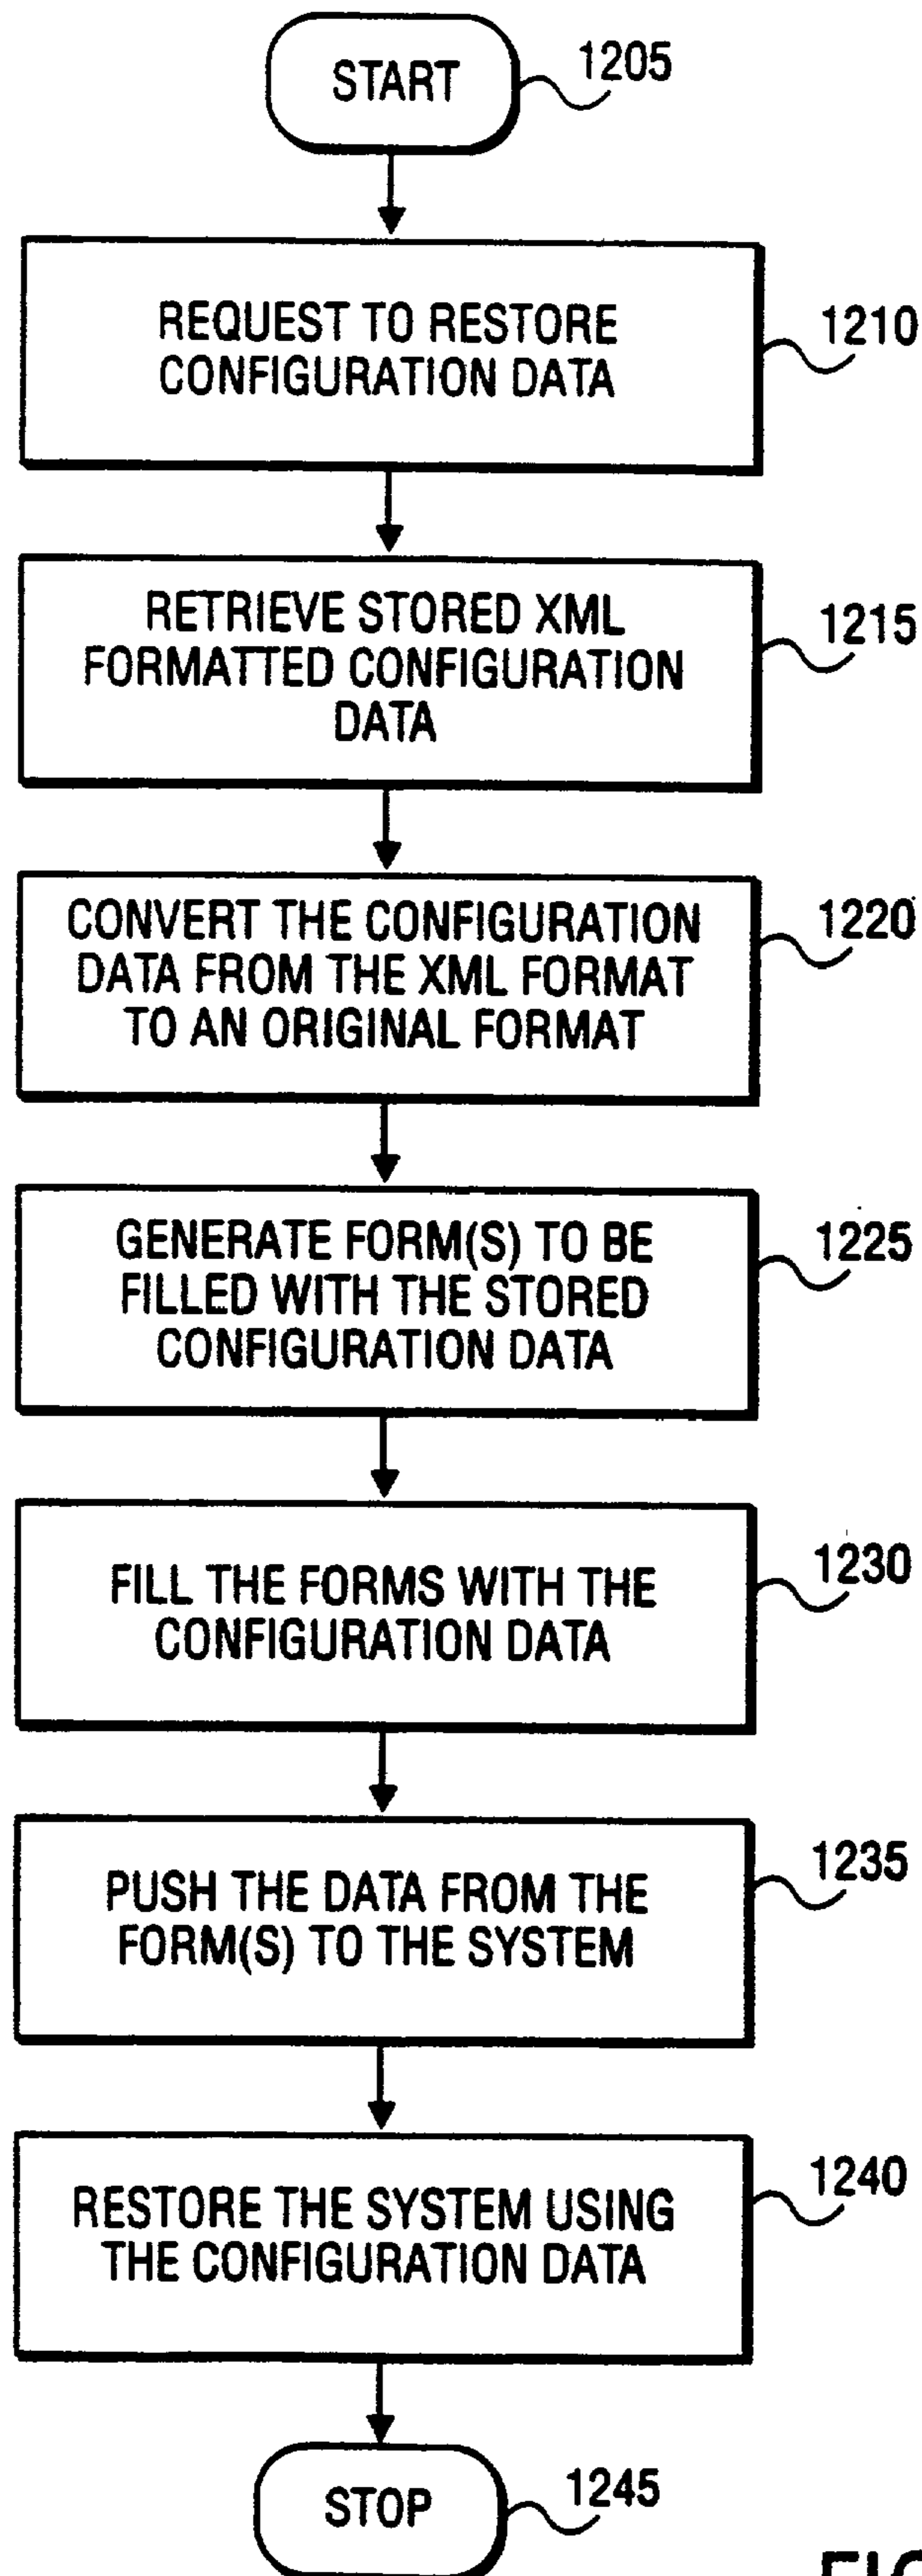 START
1205
REQUEST TO RESTORE
CONFIGURATION DATA
1210
RETRIEVE STORED XML
FORMATTED CONFIGURATION
DATA
1215
CONVERT THE CONFIGURATION
DATA FROM THE XML FORMAT
TO AN ORIGINAL FORMAT
1220
GENERATE FORM(S) TO BE
FILLED WITH THE STORED
CONFIGURATION DATA
1225
FILL THE FORMS WITH THE
CONFIGURATION DATA
1230
PUSH THE DATA FROM THE
FORM(S) TO THE SYSTEM
1235
RESTORE THE SYSTEM USING
THE CONFIGURATION DATA
1240
STOP
1245